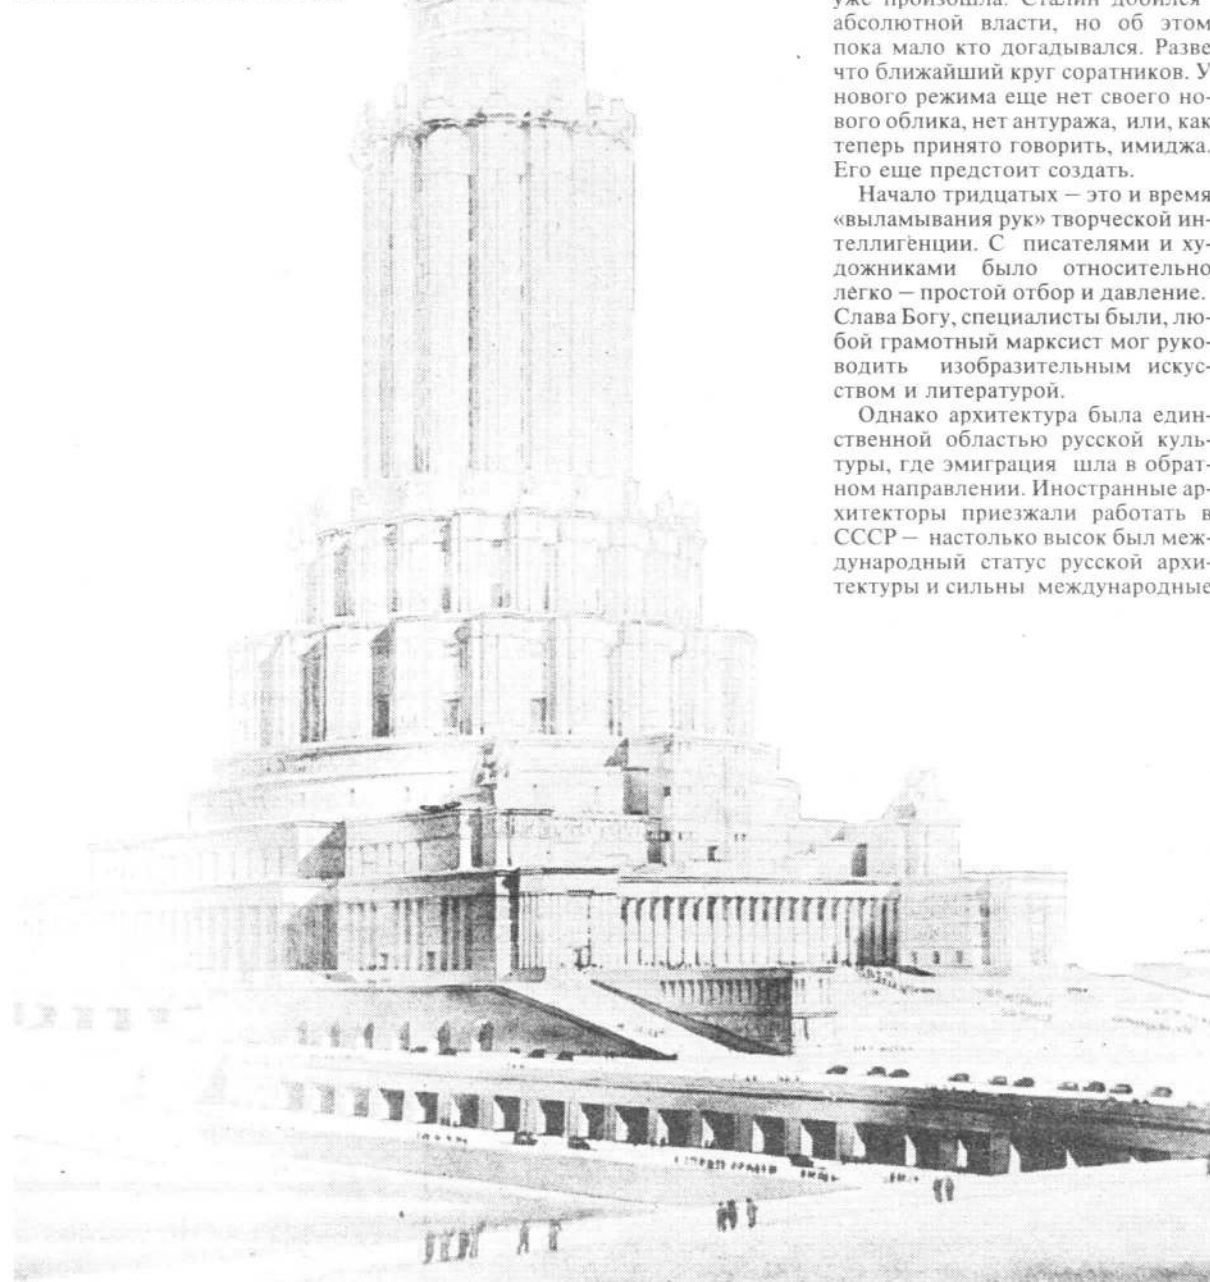 уже произошла. Сталин добился
абсолютной власти, но об этом
пока мало кто догадывался. Разве
что ближайший круг соратников. У
нового режима еще нет своего но-
вого облика, нет антуража, или, как
теперь принято говорить, имиджа.
Его еще предстоит создать.
Начало тридцатых — это и время
«выламывания рук» творческой ин-
теллигенции. С писателями и ху-
дожниками было относительно
легко — простой отбор и давление.
Слава Богу, специалисты были, лю-
бой грамотный марксист мог руко-
водить изобразительным искус-
ством и литературой.
Однако архитектура была един-
ственной областью русской куль-
туры, где эмиграция шла в обрат-
ном направлении. Иностранные ар-
хитекторы приезжали работать в
СССР — настолько высок был меж-
дународный статус русской архи-
тектуры и сильны международные